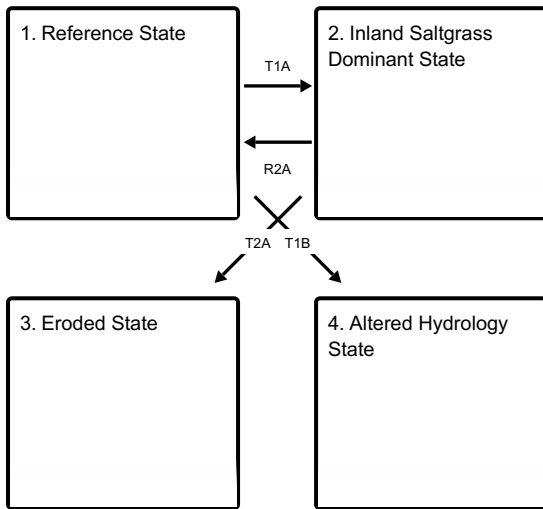 1. Reference State
2. Inland Saltgrass
Dominant State
T1A
R2A
T2A
T1B
3. Eroded State
4. Altered Hydrology
State